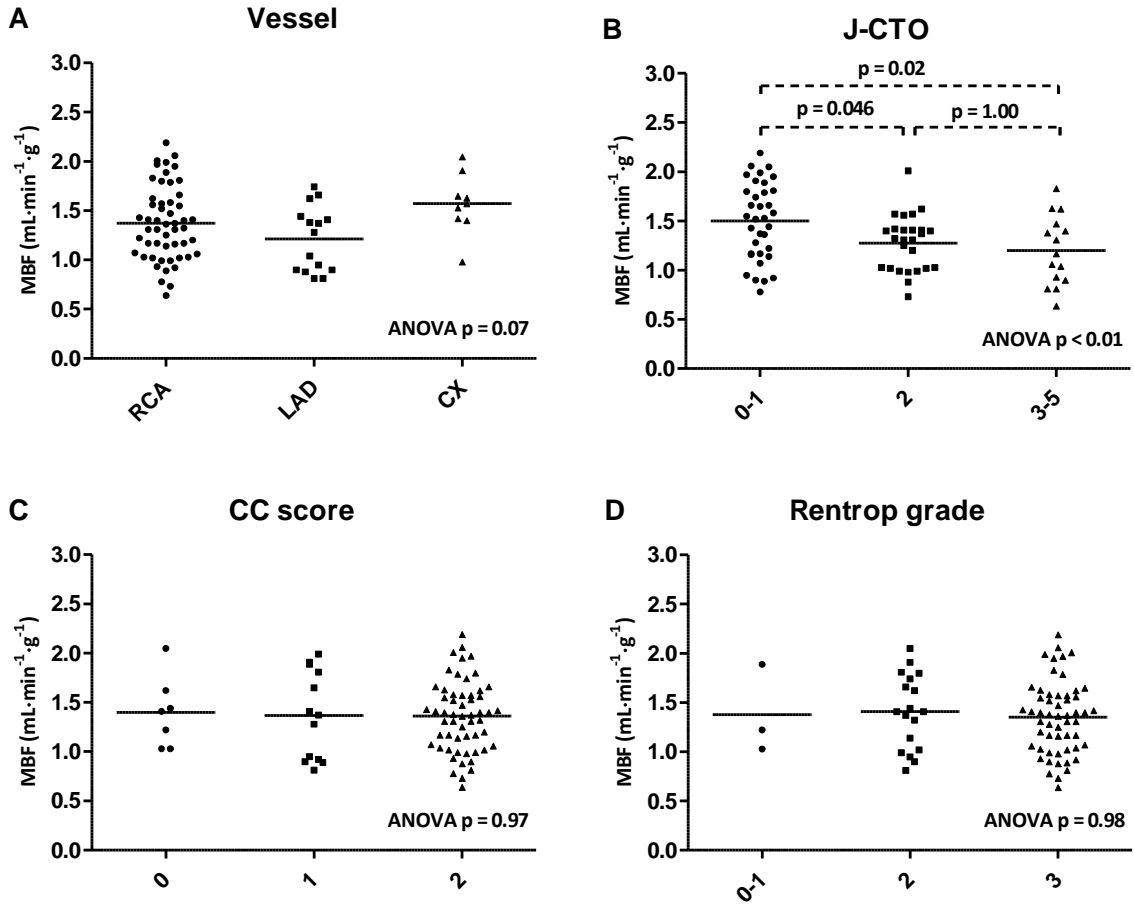 A
Vessel
3.0
2.5
2.0
1.5
1.0
0.5
0.0
MBF (mL·min⁻¹·g⁻¹)
ANOVA p = 0.07
RCA
LAD
CX
B
J-CTO
3.0
2.5
2.0
1.5
1.0
0.5
0.0
MBF (mL·min⁻¹·g⁻¹)
p = 0.02
p = 0.046
p = 1.00
ANOVA p < 0.01
0-1
2
3-5
C
CC score
3.0
2.5
2.0
1.5
1.0
0.5
0.0
MBF (mL·min⁻¹·g⁻¹)
ANOVA p = 0.97
0
1
2
D
Rentrop grade
3.0
2.5
2.0
1.5
1.0
0.5
0.0
MBF (mL·min⁻¹·g⁻¹)
ANOVA p = 0.98
0-1
2
3